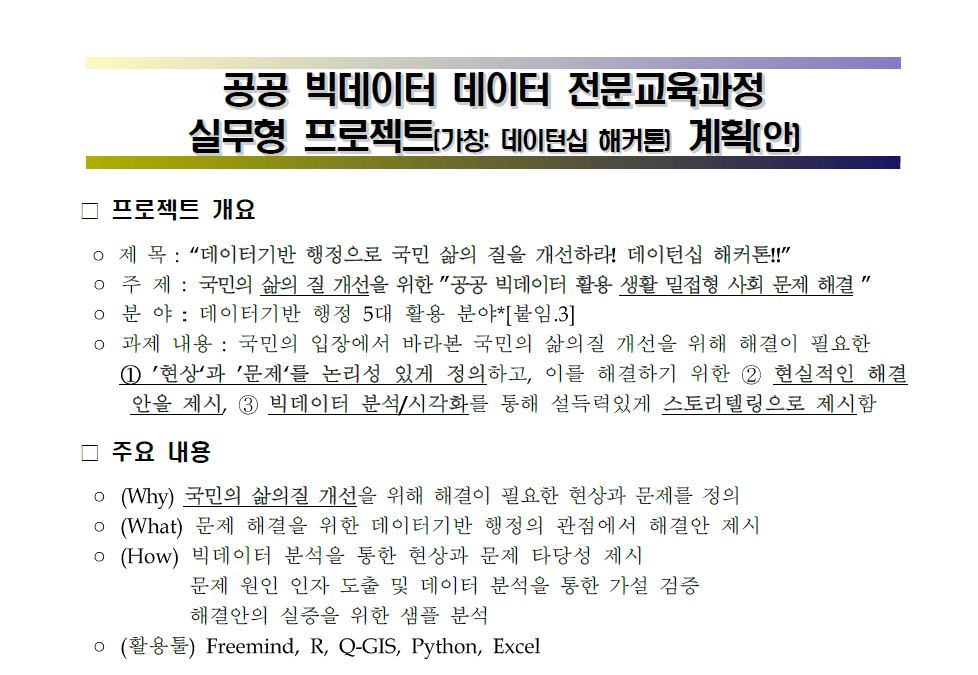 공공 빅데이터 데이터 전문교육과정
실무형 프로젝트(가칭: 데이턴십 해커톤) 계획(안)
□ 프로젝트 개요
○ 제 목 : “데이터기반 행정으로 국민 삶의 질을 개선하라! 데이턴십 해커톤!!”
○ 주 제 : 국민의 삶의 질 개선을 위한 ”공공 빅데이터 활용 생활 밀접형 사회 문제 해결 ”
○ 분 야 : 데이터기반 행정 5대 활용 분야*[붙임.3]
○ 과제 내용 : 국민의 입장에서 바라본 국민의 삶의질 개선을 위해 해결이 필요한
① ’현상‘과 ’문제‘를 논리성 있게 정의하고, 이를 해결하기 위한 ② 현실적인 해결
안을 제시, ③ 빅데이터 분석/시각화를 통해 설득력있게 스토리텔링으로 제시함
□ 주요 내용
○ (Why) 국민의 삶의질 개선을 위해 해결이 필요한 현상과 문제를 정의
○ (What) 문제 해결을 위한 데이터기반 행정의 관점에서 해결안 제시
○ (How) 빅데이터 분석을 통한 현상과 문제 타당성 제시
문제 원인 인자 도출 및 데이터 분석을 통한 가설 검증
해결안의 실증을 위한 샘플 분석
○ (활용툴) Freemind, R, Q-GIS, Python, Excel